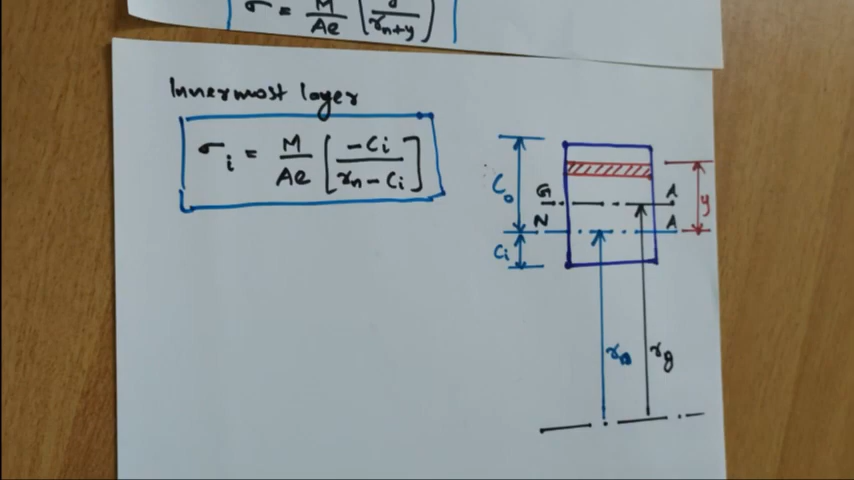 σ = M/Ae [y/(rn+y)]
Innermost layer
σi = M/Ae [-Ci/(rn - Ci)]
Co
G A
N A
y
Ci
rn
rg